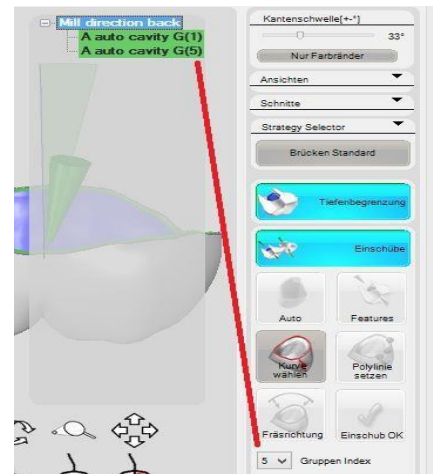 Mill direction back
A auto cavity G(1)
A auto cavity G(5)
Kantenschwelle[+-°]
33°
Nur Farbränder
Ansichten
Schnitte
Strategy Selector
Brücken Standard
Tiefenbegrenzung
Einschübe
Auto
Features
Kurve wählen
Polylinie setzen
Fräsrichtung
Einschub OK
5
Gruppen Index